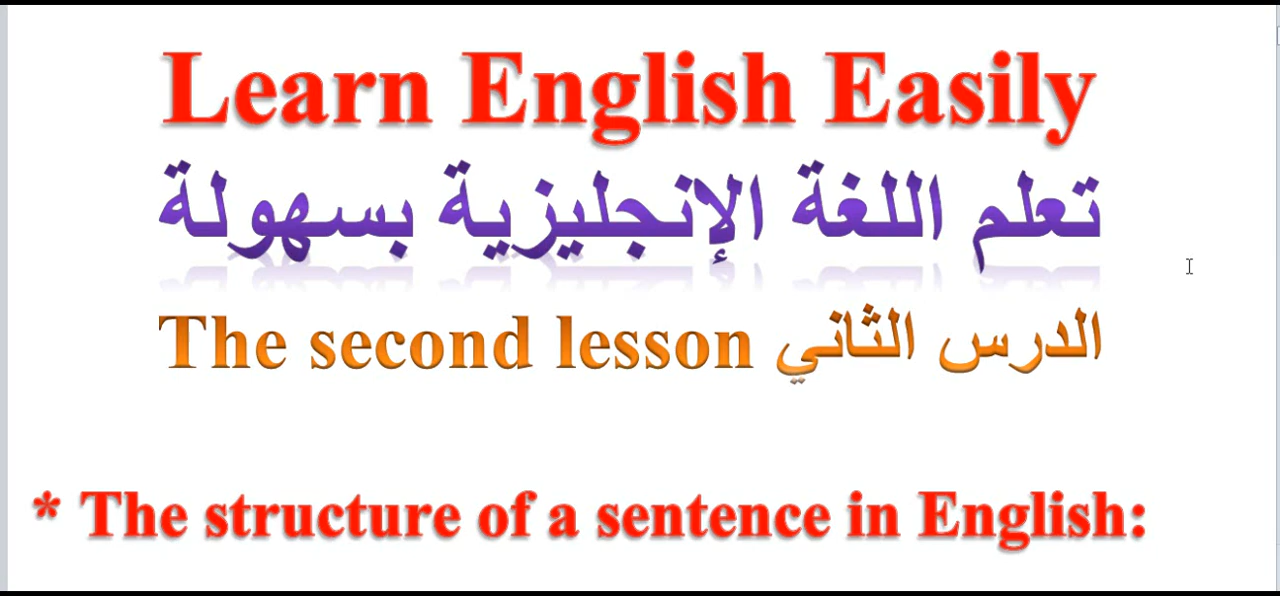 Learn English Easily
تعلم اللغة الإنجليزية بسهولة
The second lesson الدرس الثاني
* The structure of a sentence in English: